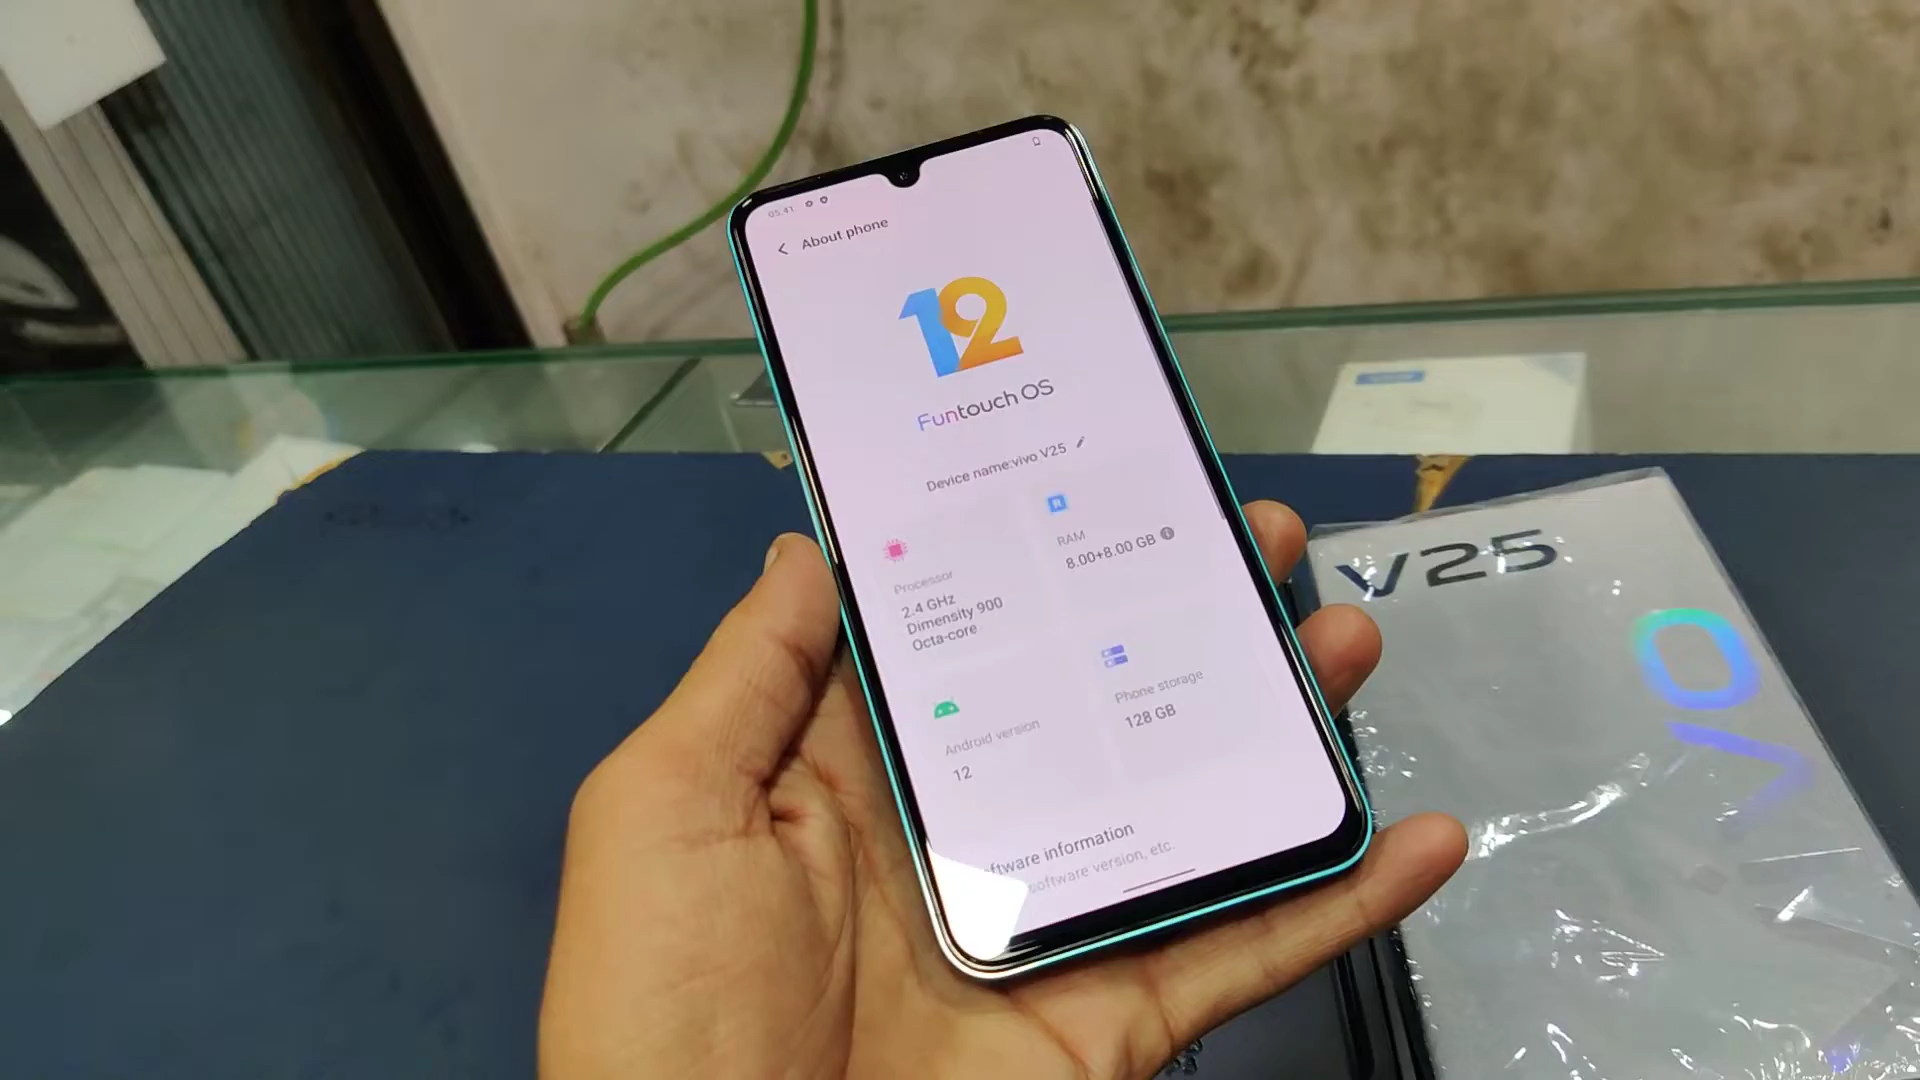 05:41
About phone
12
Funtouch OS
Device name:vivo V25
R
RAM
8.00+8.00 GB
Processor
2.4 GHz
Dimensity 900
Octa-core
Phone storage
128 GB
Android version
12
ftware information
software version, etc.
V25
VO